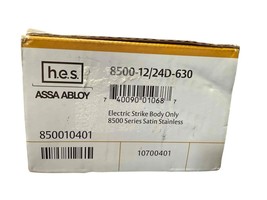 h.e.s.
ASSA ABLOY
8500-12/24D-630
7 40090 01068 7
Electric Strike Body Only
8500 Series Satin Stainless
850010401
10700401